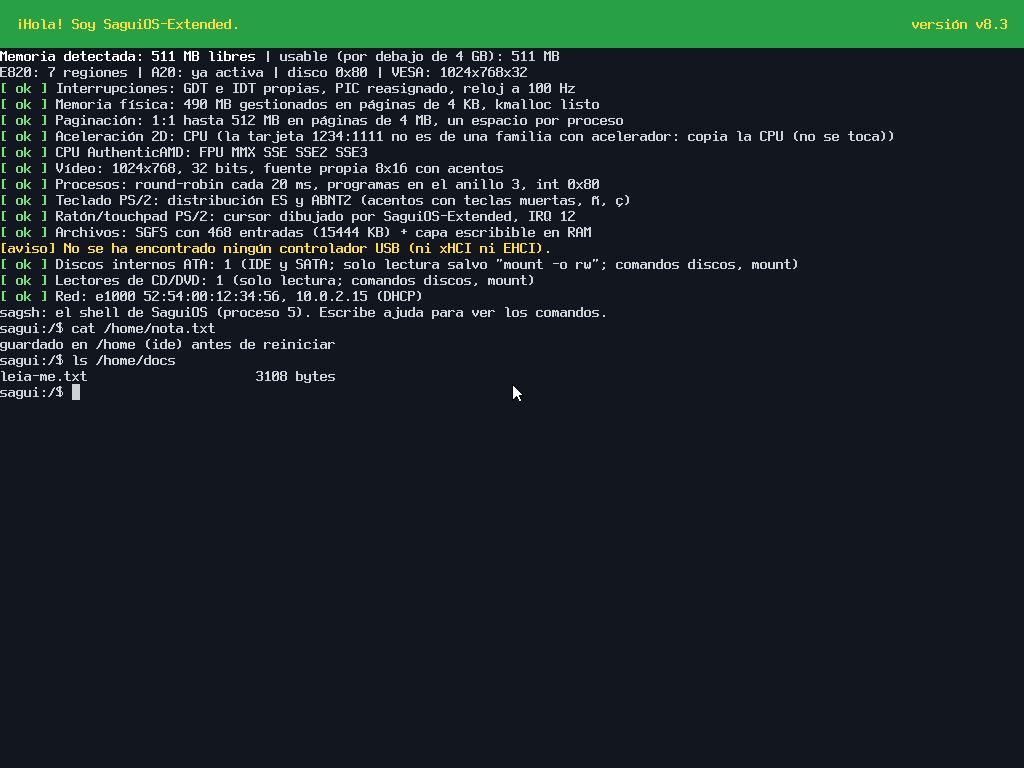 ¡Hola! Soy SaguiOS-Extended.
versión v8.3
Memoria detectada: 511 MB libres | usable (por debajo de 4 GB): 511 MB
E820: 7 regiones | A20: ya activa | disco 0x80 | VESA: 1024x768x32
[ ok ] Interrupciones: GDT e IDT propias, PIC reasignado, reloj a 100 Hz
[ ok ] Memoria física: 490 MB gestionados en páginas de 4 KB, kmalloc listo
[ ok ] Paginación: 1:1 hasta 512 MB en páginas de 4 MB, un espacio por proceso
[ ok ] Aceleración 2D: CPU (la tarjeta 1234:1111 no es de una familia con acelerador: copia la CPU (no se toca))
[ ok ] CPU AuthenticAMD: FPU MMX SSE SSE2 SSE3
[ ok ] Vídeo: 1024x768, 32 bits, fuente propia 8x16 con acentos
[ ok ] Procesos: round-robin cada 20 ms, programas en el anillo 3, int 0x80
[ ok ] Teclado PS/2: distribución ES y ABNT2 (acentos con teclas muertas, ñ, ç)
[ ok ] Ratón/touchpad PS/2: cursor dibujado por SaguiOS-Extended, IRQ 12
[ ok ] Archivos: SGFS con 468 entradas (15444 KB) + capa escribible en RAM
[aviso] No se ha encontrado ningún controlador USB (ni xHCI ni EHCI).
[ ok ] Discos internos ATA: 1 (IDE y SATA; solo lectura salvo "mount -o rw"; comandos discos, mount)
[ ok ] Lectores de CD/DVD: 1 (solo lectura; comandos discos, mount)
[ ok ] Red: e1000 52:54:00:12:34:56, 10.0.2.15 (DHCP)
sagsh: el shell de SaguiOS (proceso 5). Escribe ajuda para ver los comandos.
sagui:/$ cat /home/nota.txt
guardado en /home (ide) antes de reiniciar
sagui:/$ ls /home/docs
leia-me.txt 3108 bytes
sagui:/$